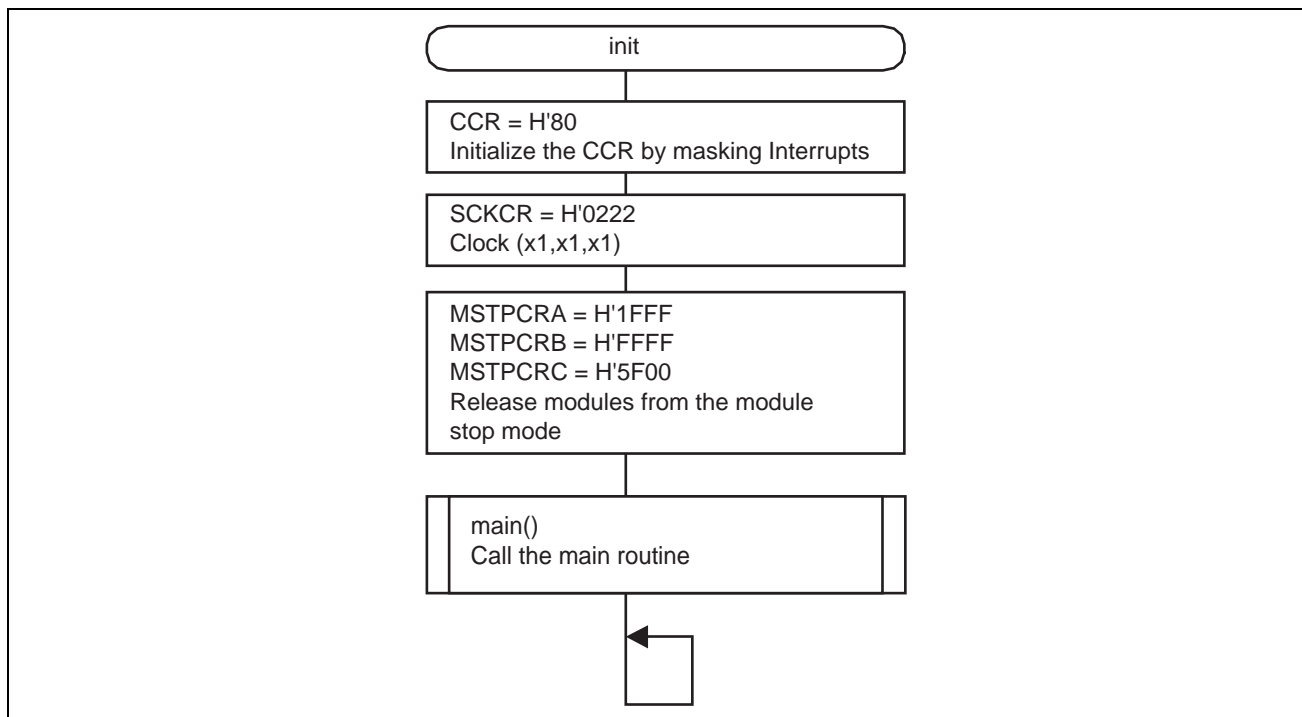 init
CCR = H'80
Initialize the CCR by masking Interrupts
SCKCR = H'0222
Clock (x1,x1,x1)
MSTPCRA = H'1FFF
MSTPCRB = H'FFFF
MSTPCRC = H'5F00
Release modules from the module
stop mode
main()
Call the main routine